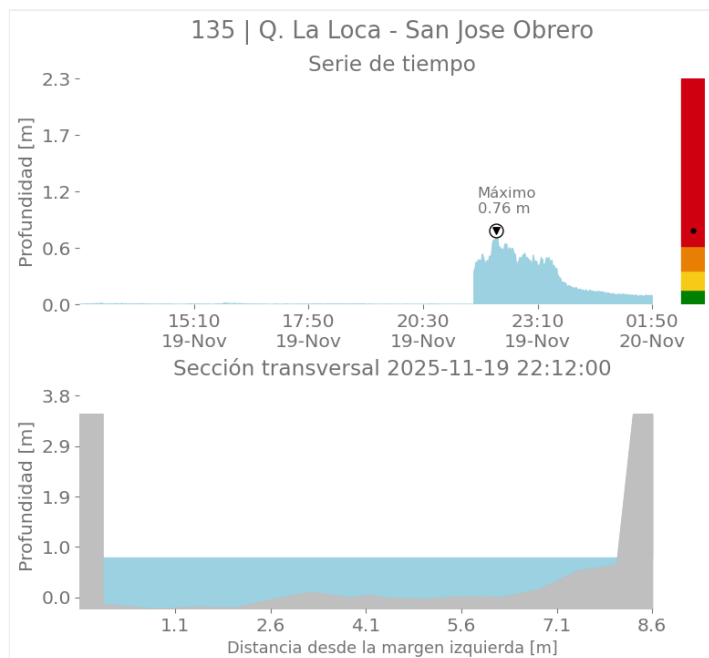 135 | Q. La Loca - San Jose Obrero
Serie de tiempo
Profundidad [m]
2.3
1.7
1.2
0.6
0.0
Máximo
0.76 m
15:10
19-Nov
17:50
19-Nov
20:30
19-Nov
23:10
19-Nov
01:50
20-Nov
Sección transversal 2025-11-19 22:12:00
Profundidad [m]
3.8
2.9
1.9
1.0
0.0
1.1
2.6
4.1
5.6
7.1
8.6
Distancia desde la margen izquierda [m]